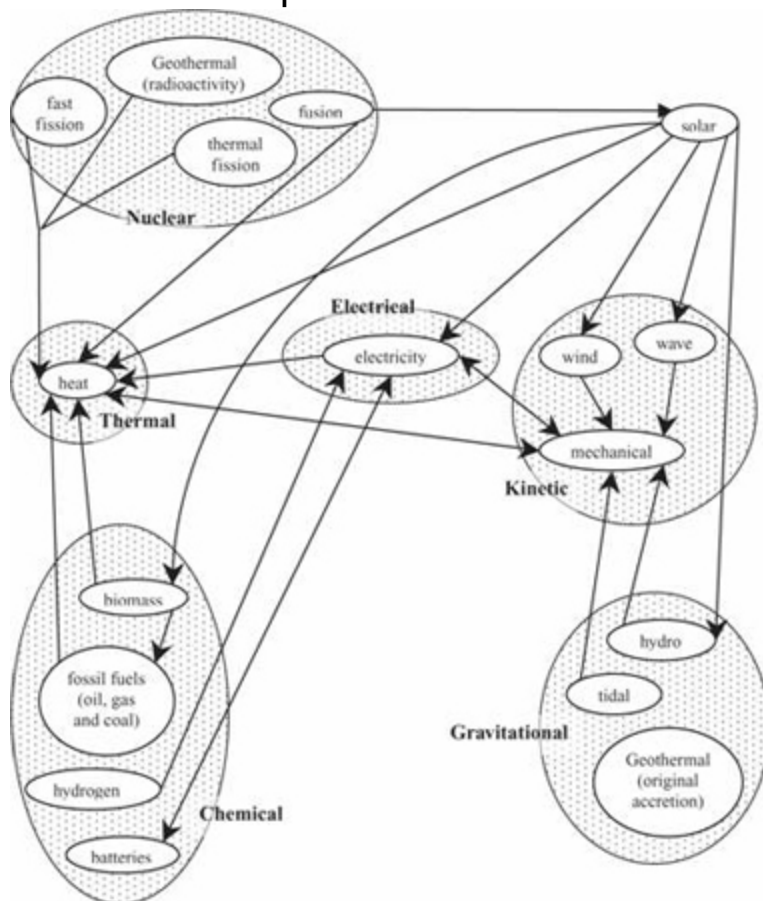 Geothermal
(radioactivity)
fast
fission
fusion
thermal
fission
Nuclear
solar
Electrical
electricity
wind
wave
heat
Thermal
mechanical
Kinetic
biomass
fossil fuels
(oil, gas
and coal)
hydrogen
Chemical
batteries
hydro
tidal
Gravitational
Geothermal
(original
accretion)